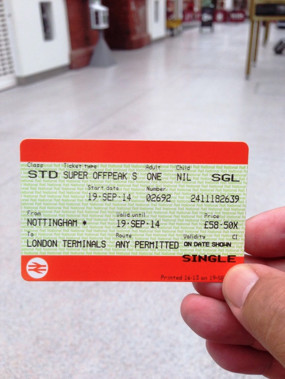 Class Ticket type Adult Child
STD SUPER OFFPEAK S ONE NIL SGL
Start date Number
19·SEP·14 02692 2411182639
From Valid until Price
NOTTINGHAM * 19·SEP·14 £58·50X
To Route Validity
LONDON TERMINALS ANY PERMITTED ON DATE SHOWN
SINGLE
Printed